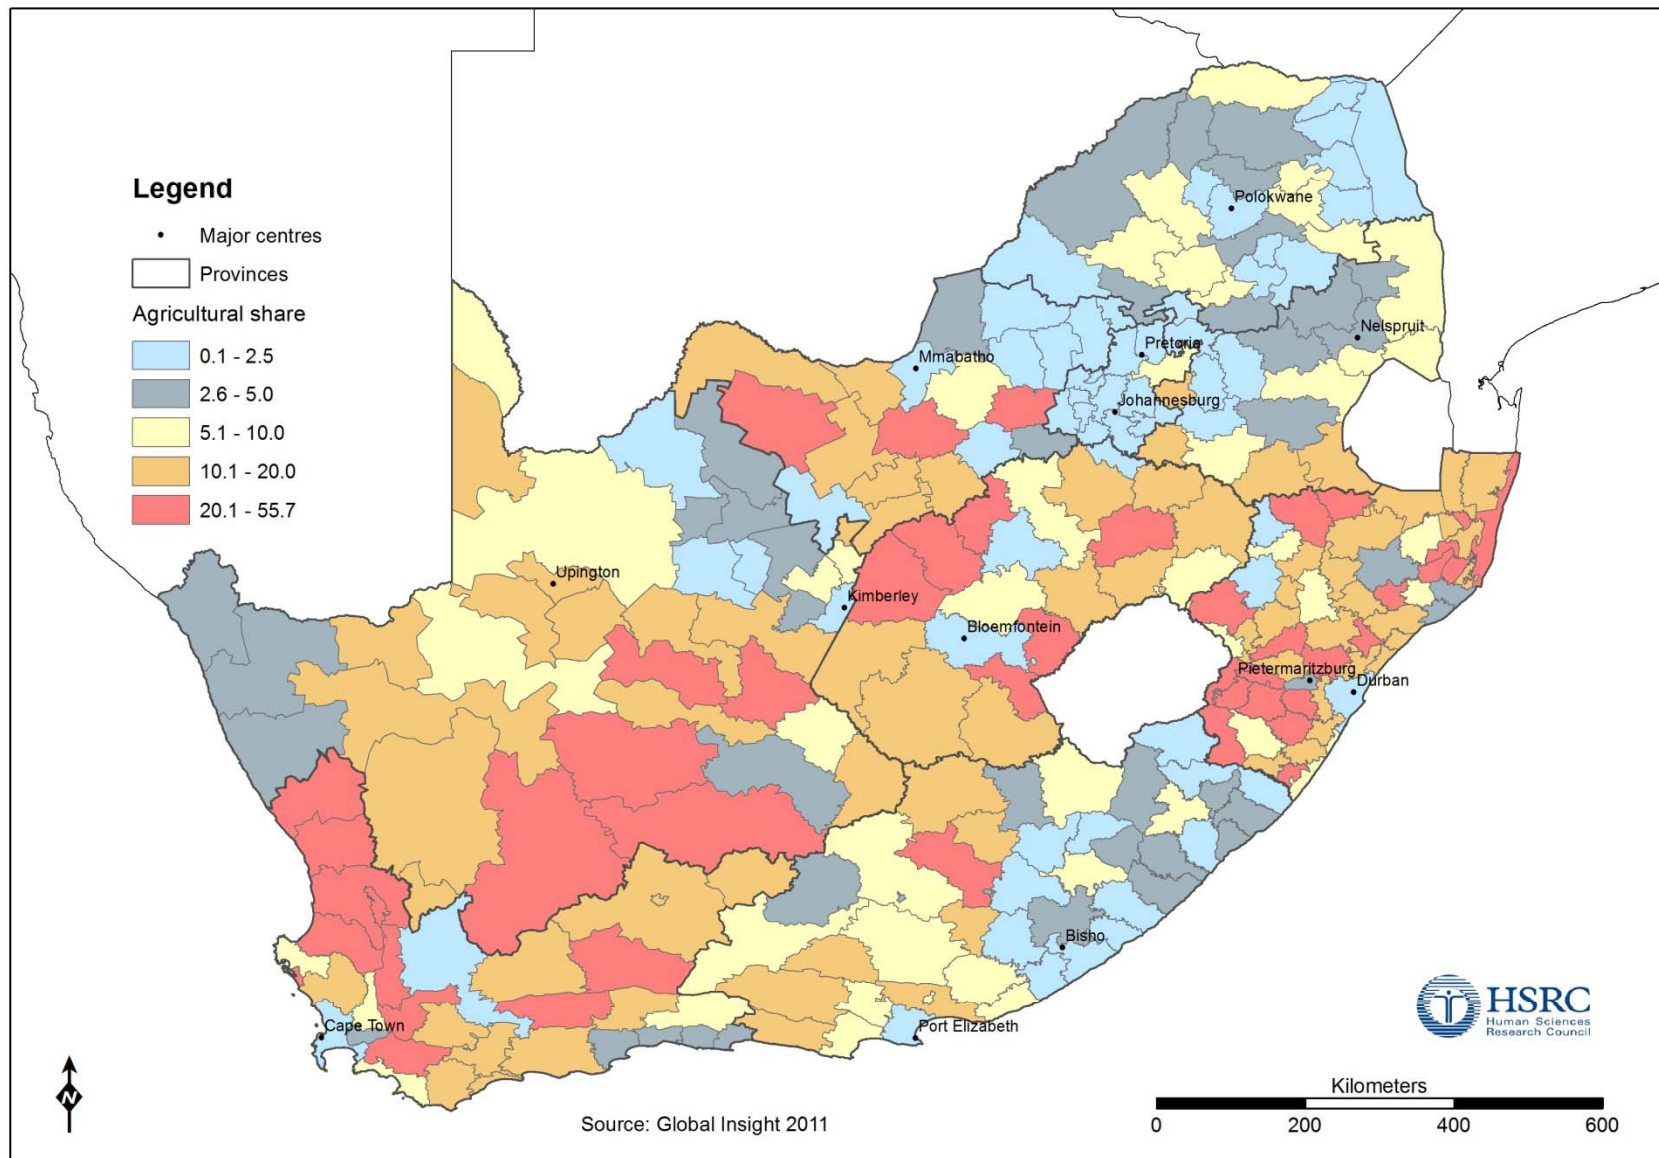 Legend
Major centres
Provinces
Agricultural share
0.1 - 2.5
2.6 - 5.0
5.1 - 10.0
10.1 - 20.0
20.1 - 55.7
Polokwane
Nelspruit
Pretoria
Mmabatho
Johannesburg
Upington
Kimberley
Bloemfontein
Pietermaritzburg
Durban
Bisho
Cape Town
Port Elizabeth
HSRC
Human Sciences
Research Council
N
Source: Global Insight 2011
Kilometers
0 200 400 600